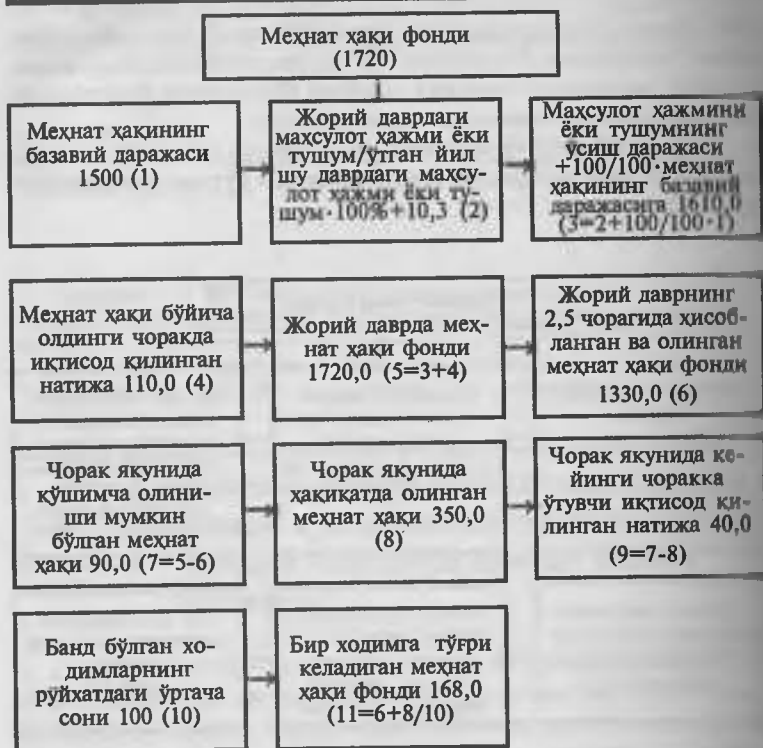 Меҳнат ҳақи фонди
(1720)
Меҳнат ҳақининг
базавий даражаси
1500 (1)
Жорий даврдаги
маҳсулот ҳажми ёки
тушум/ўтган йил
шу даврдаги маҳсу-
лот ҳажми ёки ту-
шум·100%+10,3 (2)
Маҳсулот ҳажмини
ёки тушумнинг
ўсиш даражаси
+100/100·меҳнат
ҳақининг базавий
даражасига 1610,0
(3=2+100/100·1)
Меҳнат ҳақи бўйича
олдинги чоракда
иқтисод қилинган
натижа 110,0 (4)
Жорий даврда меҳ-
нат ҳақи фонди
1720,0 (5=3+4)
Жорий даврнинг
2,5 чорагида ҳисоб-
ланган ва олинган
меҳнат ҳақи фонди
1330,0 (6)
Чорак якунида
қўшимча олини-
ши мумкин
бўлган меҳнат
ҳақи 90,0 (7=5-6)
Чорак якунида
ҳақиқатда олинган
меҳнат ҳақи 350,0
(8)
Чорак якунида ке-
йинги чоракка
ўтувчи иқтисод қи-
линган натижа 40,0
(9=7-8)
Банд бўлган хо-
димларнинг
руйхатдаги ўртача
сони 100 (10)
Бир ходимга тўғри
келадиган меҳнат
ҳақи фонди 168,0
(11=6+8/10)